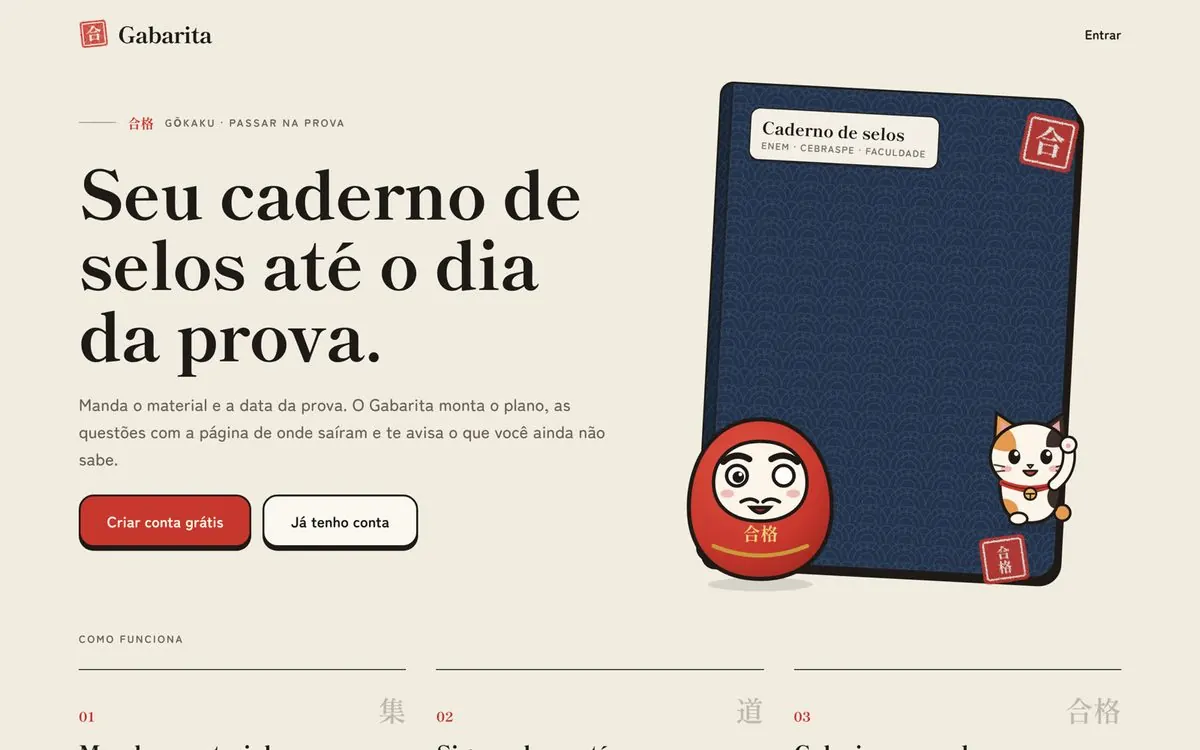 合 Gabarita
Entrar
合格 GŌKAKU · PASSAR NA PROVA
Seu caderno de
selos até o dia
da prova.
Manda o material e a data da prova. O Gabarita monta o plano, as
questões com a página de onde saíram e te avisa o que você ainda não
sabe.
Criar conta grátis
Já tenho conta
Caderno de selos
ENEM · CEBRASPE · FACULDADE
合
合格
合格
COMO FUNCIONA
01 集
02 道
03 合格